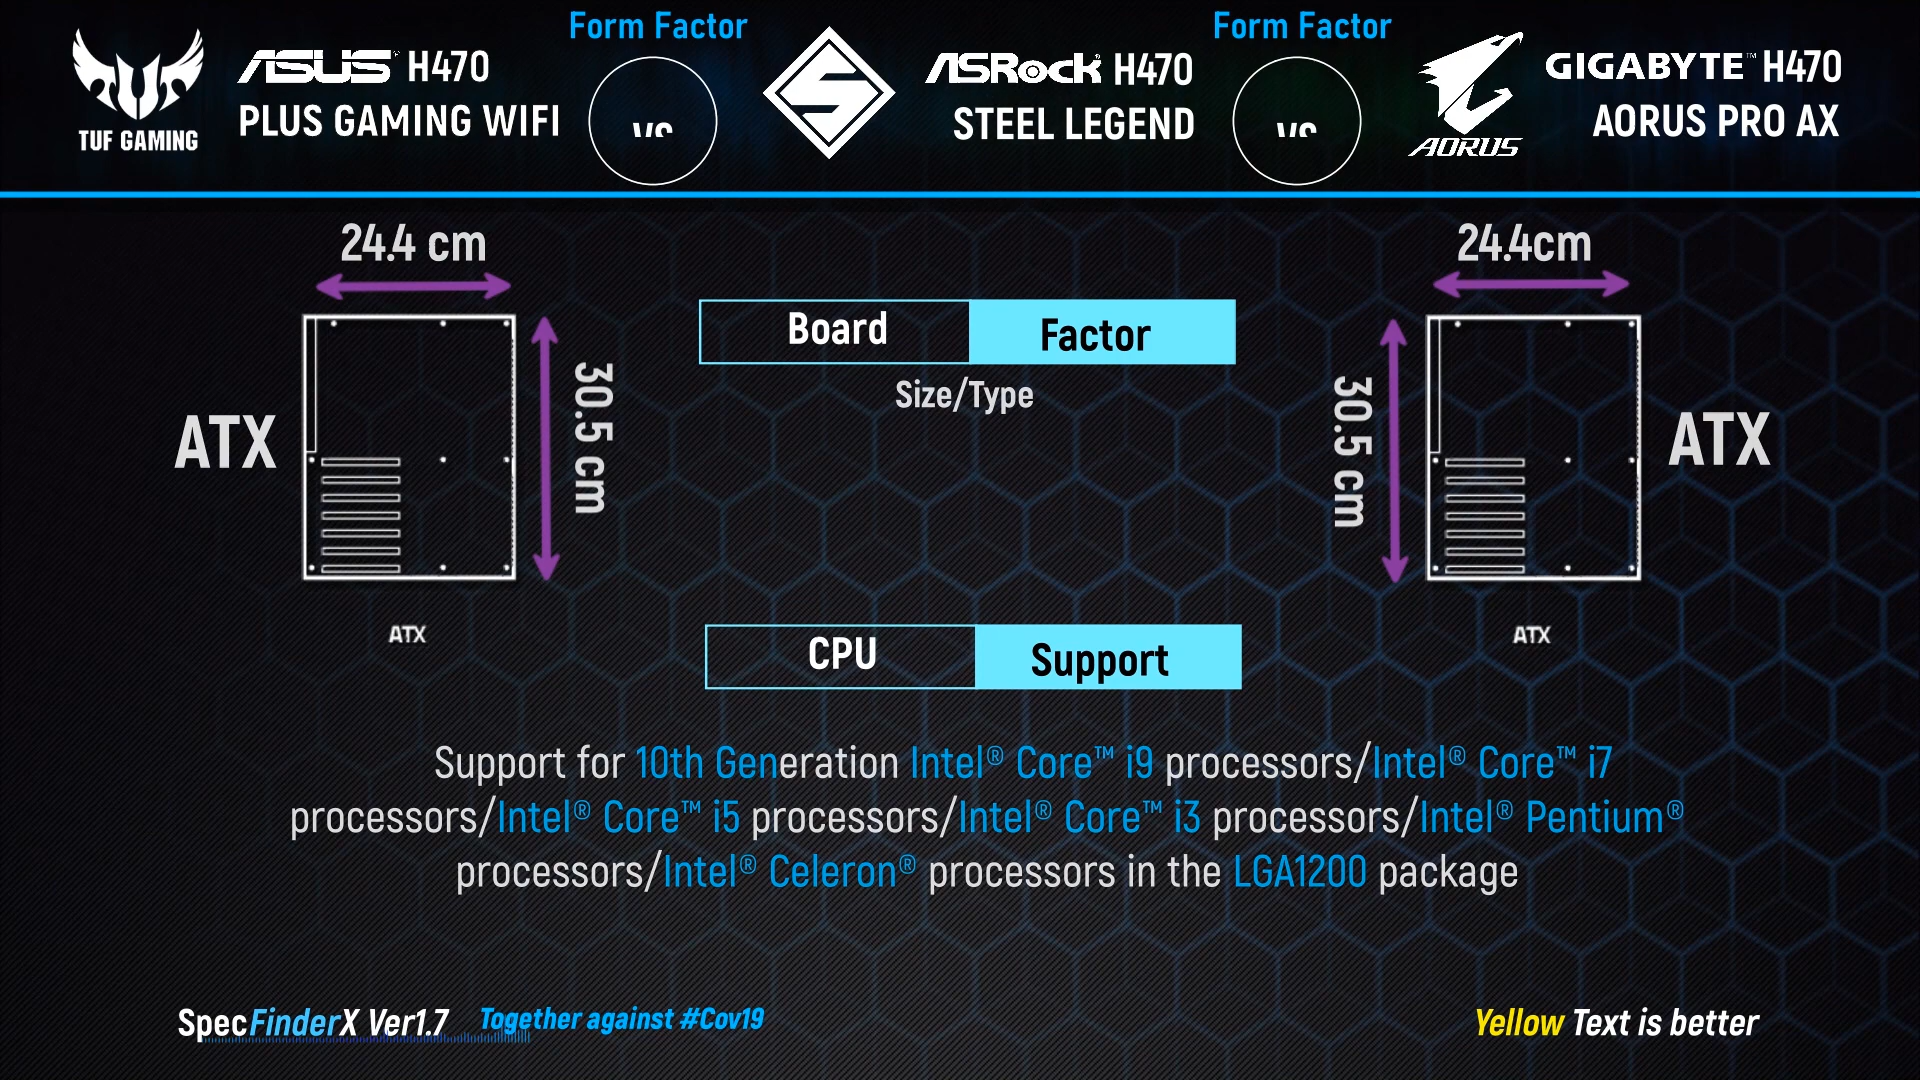 Form Factor
Form Factor
ASUS H470
PLUS GAMING WIFI
TUF GAMING
VS
ASRock® H470
STEEL LEGEND
VS
AORUS
GIGABYTE™ H470
AORUS PRO AX
24.4 cm
24.4cm
Board Factor
Size/Type
ATX
30.5 cm
30.5 cm
ATX
ATX
ATX
CPU Support
Support for 10th Generation Intel® Core™ i9 processors/Intel® Core™ i7
processors/Intel® Core™ i5 processors/Intel® Core™ i3 processors/Intel® Pentium®
processors/Intel® Celeron® processors in the LGA1200 package
SpecFinderX Ver1.7
Together against #Cov19
Yellow Text is better